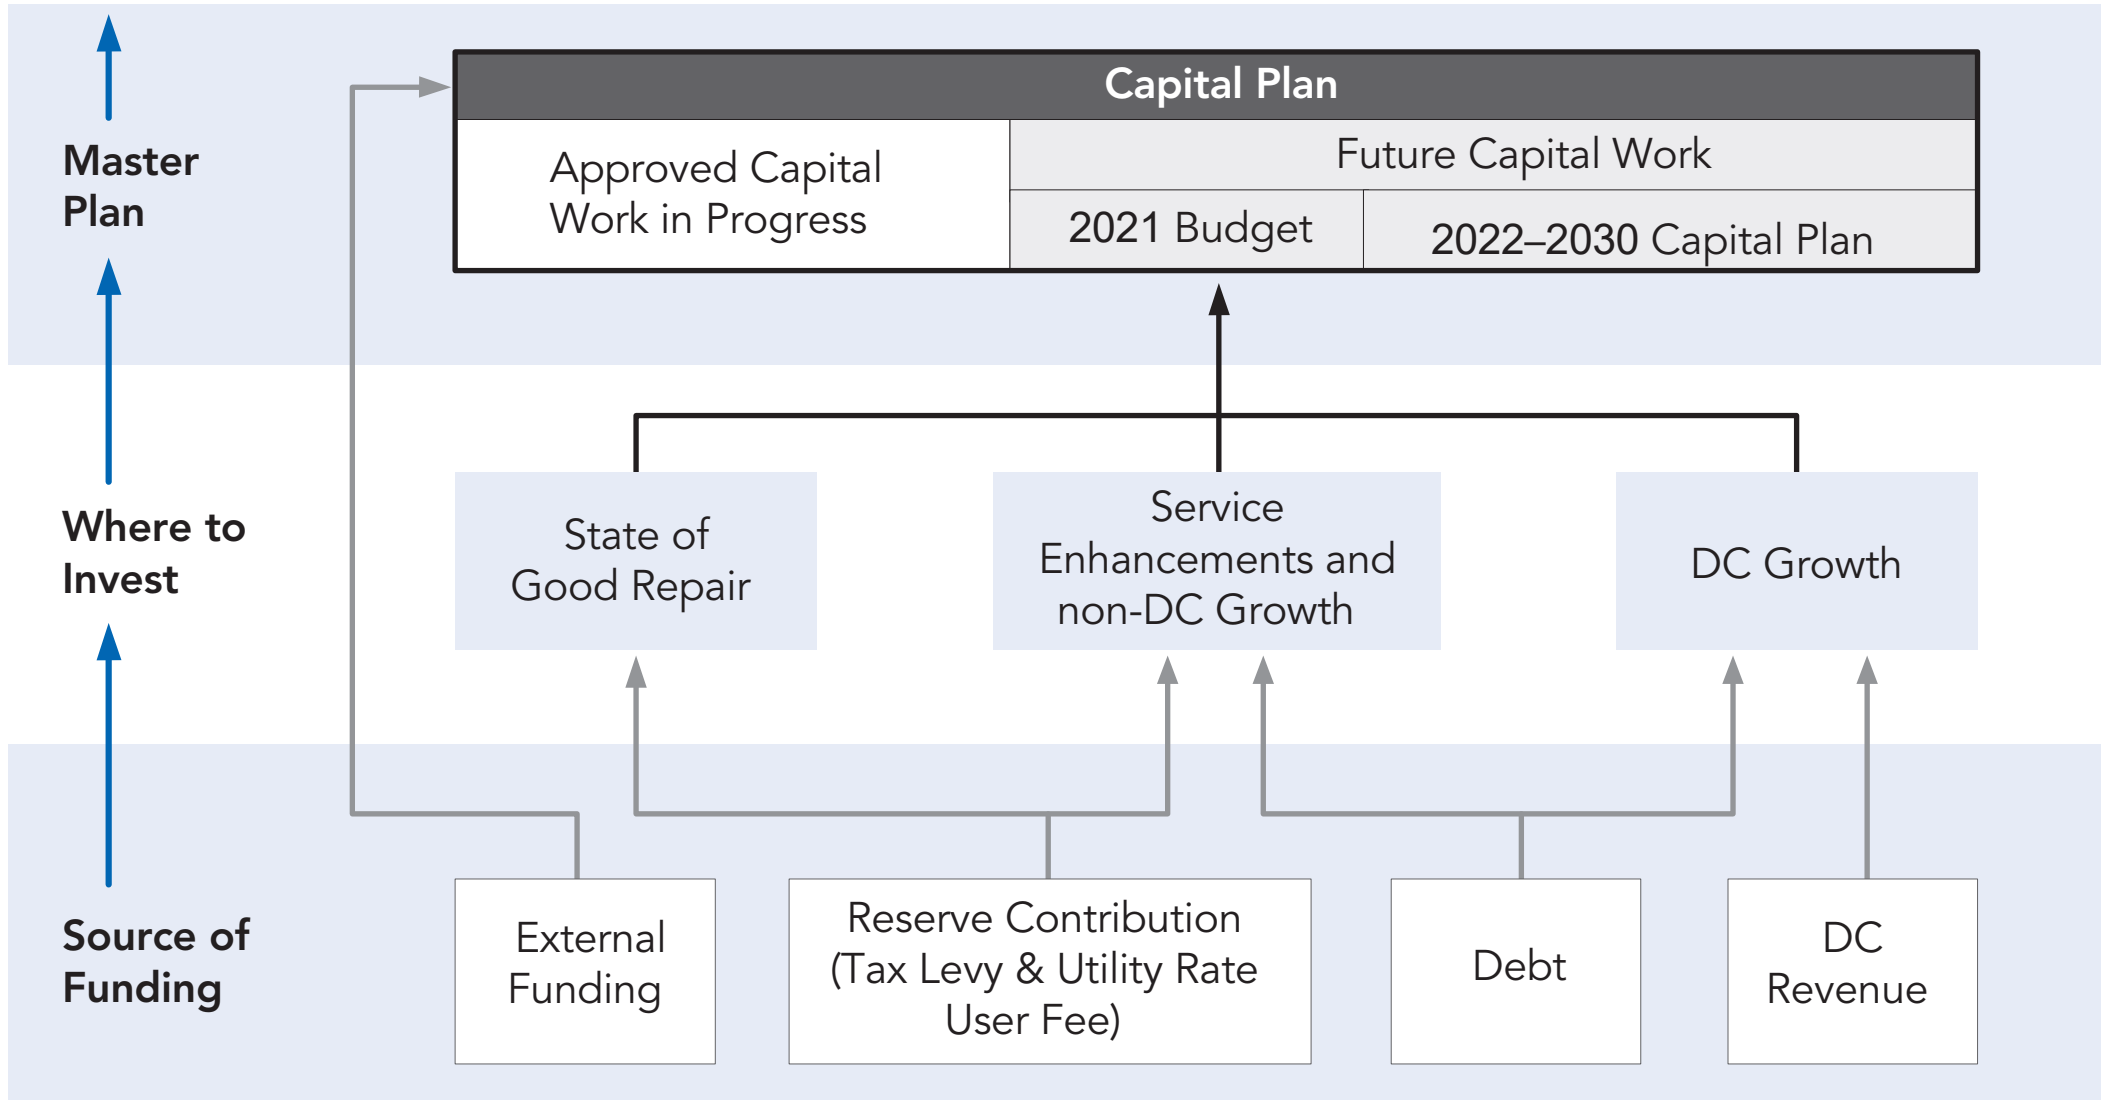 Capital Plan
Master
Plan
Approved Capital
Work in Progress
Future Capital Work
2021 Budget
2022–2030 Capital Plan
Where to
Invest
State of
Good Repair
Service
Enhancements and
non-DC Growth
DC Growth
Source of
Funding
External
Funding
Reserve Contribution
(Tax Levy & Utility Rate
User Fee)
Debt
DC
Revenue